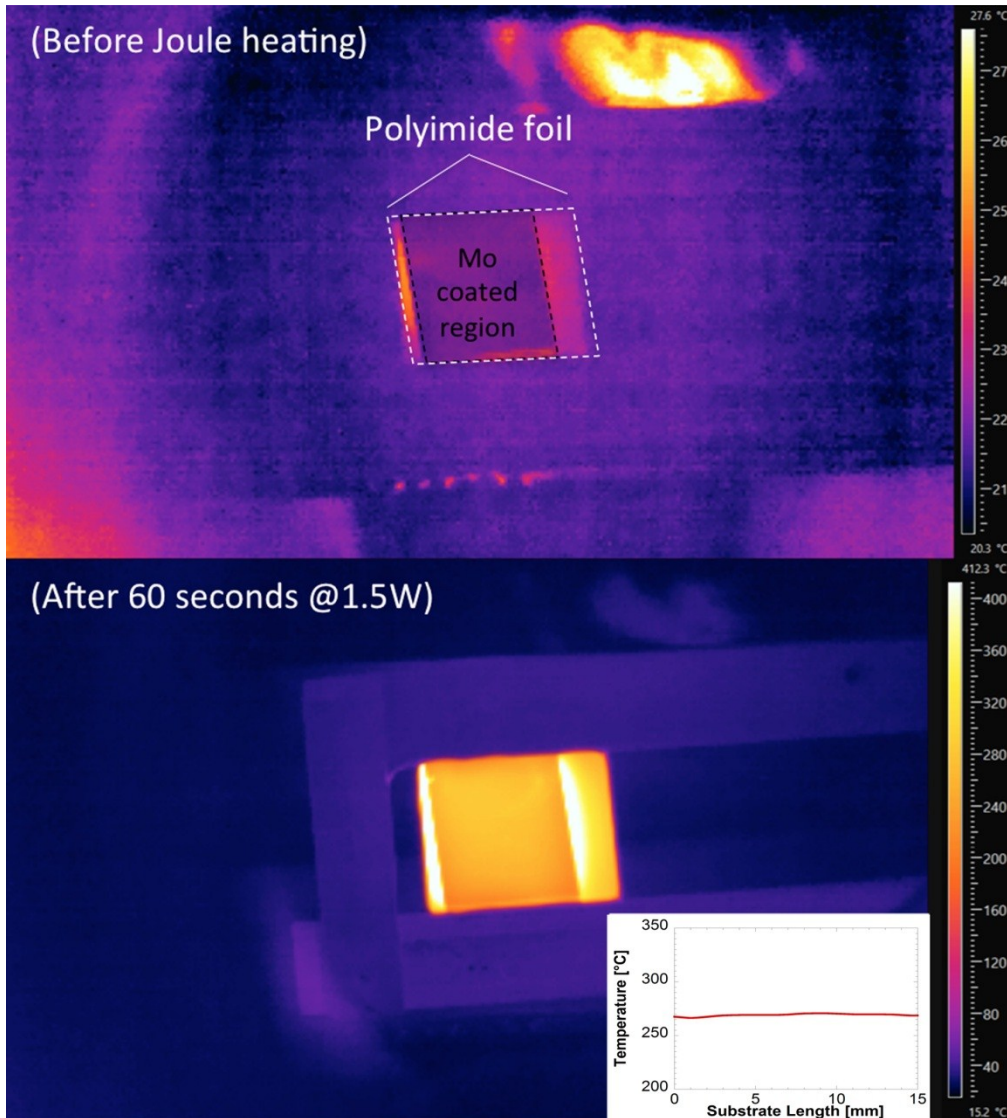 (Before Joule heating)
27.6 °C
Polyimide foil
Mo
coated
region
27
26
25
24
23
22
21
20.3 °C
412.3 °C
(After 60 seconds @1.5W)
400
360
320
280
240
200
160
120
80
40
15.2 °C
350
300
250
200
Temperature [°C]
0
5
10
15
Substrate Length [mm]